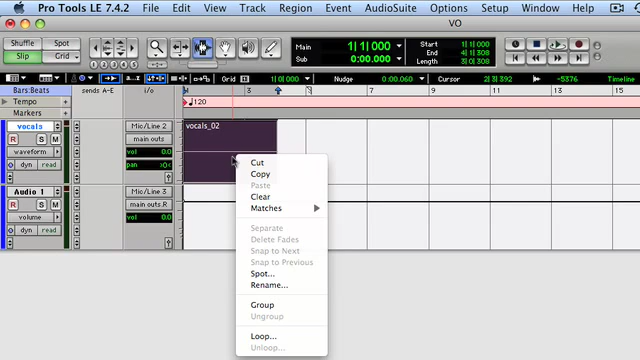 Pro Tools LE 7.4.2 File Edit View Track Region Event AudioSuite Options Setup Window Help
VO
Shuffle Spot
Slip Grid
1 2 3 4 5
Main 1|1|000
Sub 0:00.000
Start 1|1|000
End 4|1|308
Length 3|0|308
Grid 1|0|000 Nudge 0:00.060 Cursor 2|3|392 -5376 Timeline
Bars:Beats sends A-E i/o 3 7 9 11 13 15
Tempo 120
Markers
vocals Mic/Line 2 vocals_02
R S M main outs
waveform vol 0.0
dyn read pan >0<
Audio 1 Mic/Line 3
R S M main outs.R
volume vol 0.0
dyn read
Cut
Copy
Paste
Clear
Matches
Separate
Delete Fades
Snap to Next
Snap to Previous
Spot...
Rename...
Group
Ungroup
Loop...
Unloop...